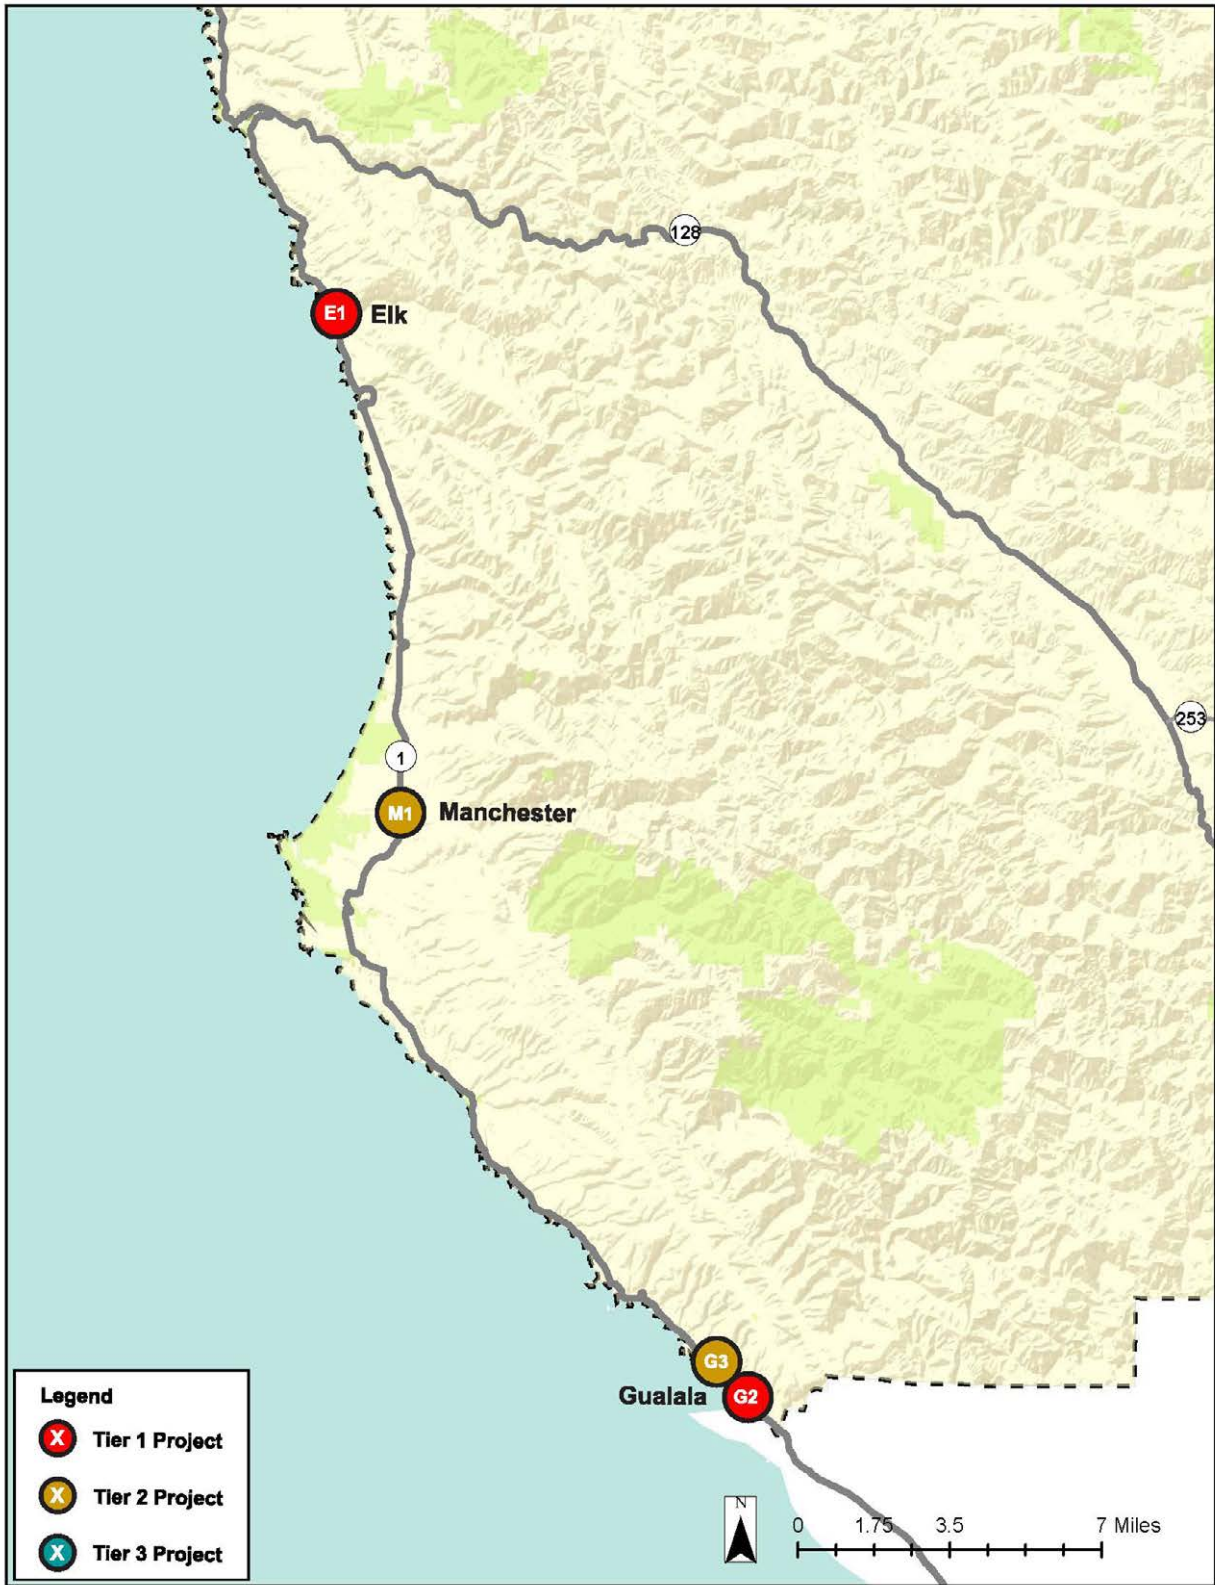 128
E1 Elk
253
1
M1 Manchester
G3
Gualala G2
Legend
X Tier 1 Project
X Tier 2 Project
X Tier 3 Project
N
0 1.75 3.5 7 Miles